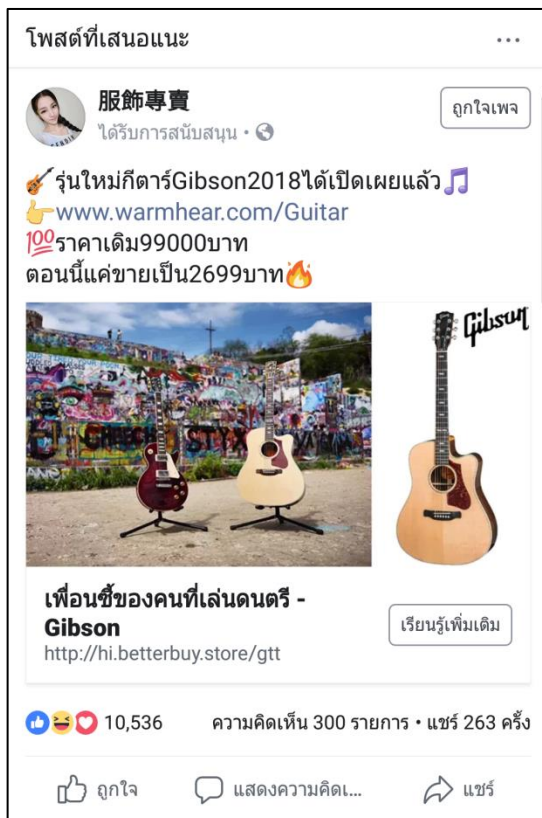 โพสต์ที่เสนอแนะ
服飾專賣
ถูกใจเพจ
ได้รับการสนับสนุน •
🎸รุ่นใหม่กีตาร์Gibson2018ได้เปิดเผยแล้ว🎵
👉www.warmhear.com/Guitar
💯ราคาเดิม99000บาท
ตอนนี้แค่ขายเป็น2699บาท🔥
Gibson
เพื่อนซี้ของคนที่เล่นดนตรี -
Gibson
เรียนรู้เพิ่มเติม
http://hi.betterbuy.store/gtt
10,536
ความคิดเห็น 300 รายการ • แชร์ 263 ครั้ง
ถูกใจ
แสดงความคิดเ...
แชร์